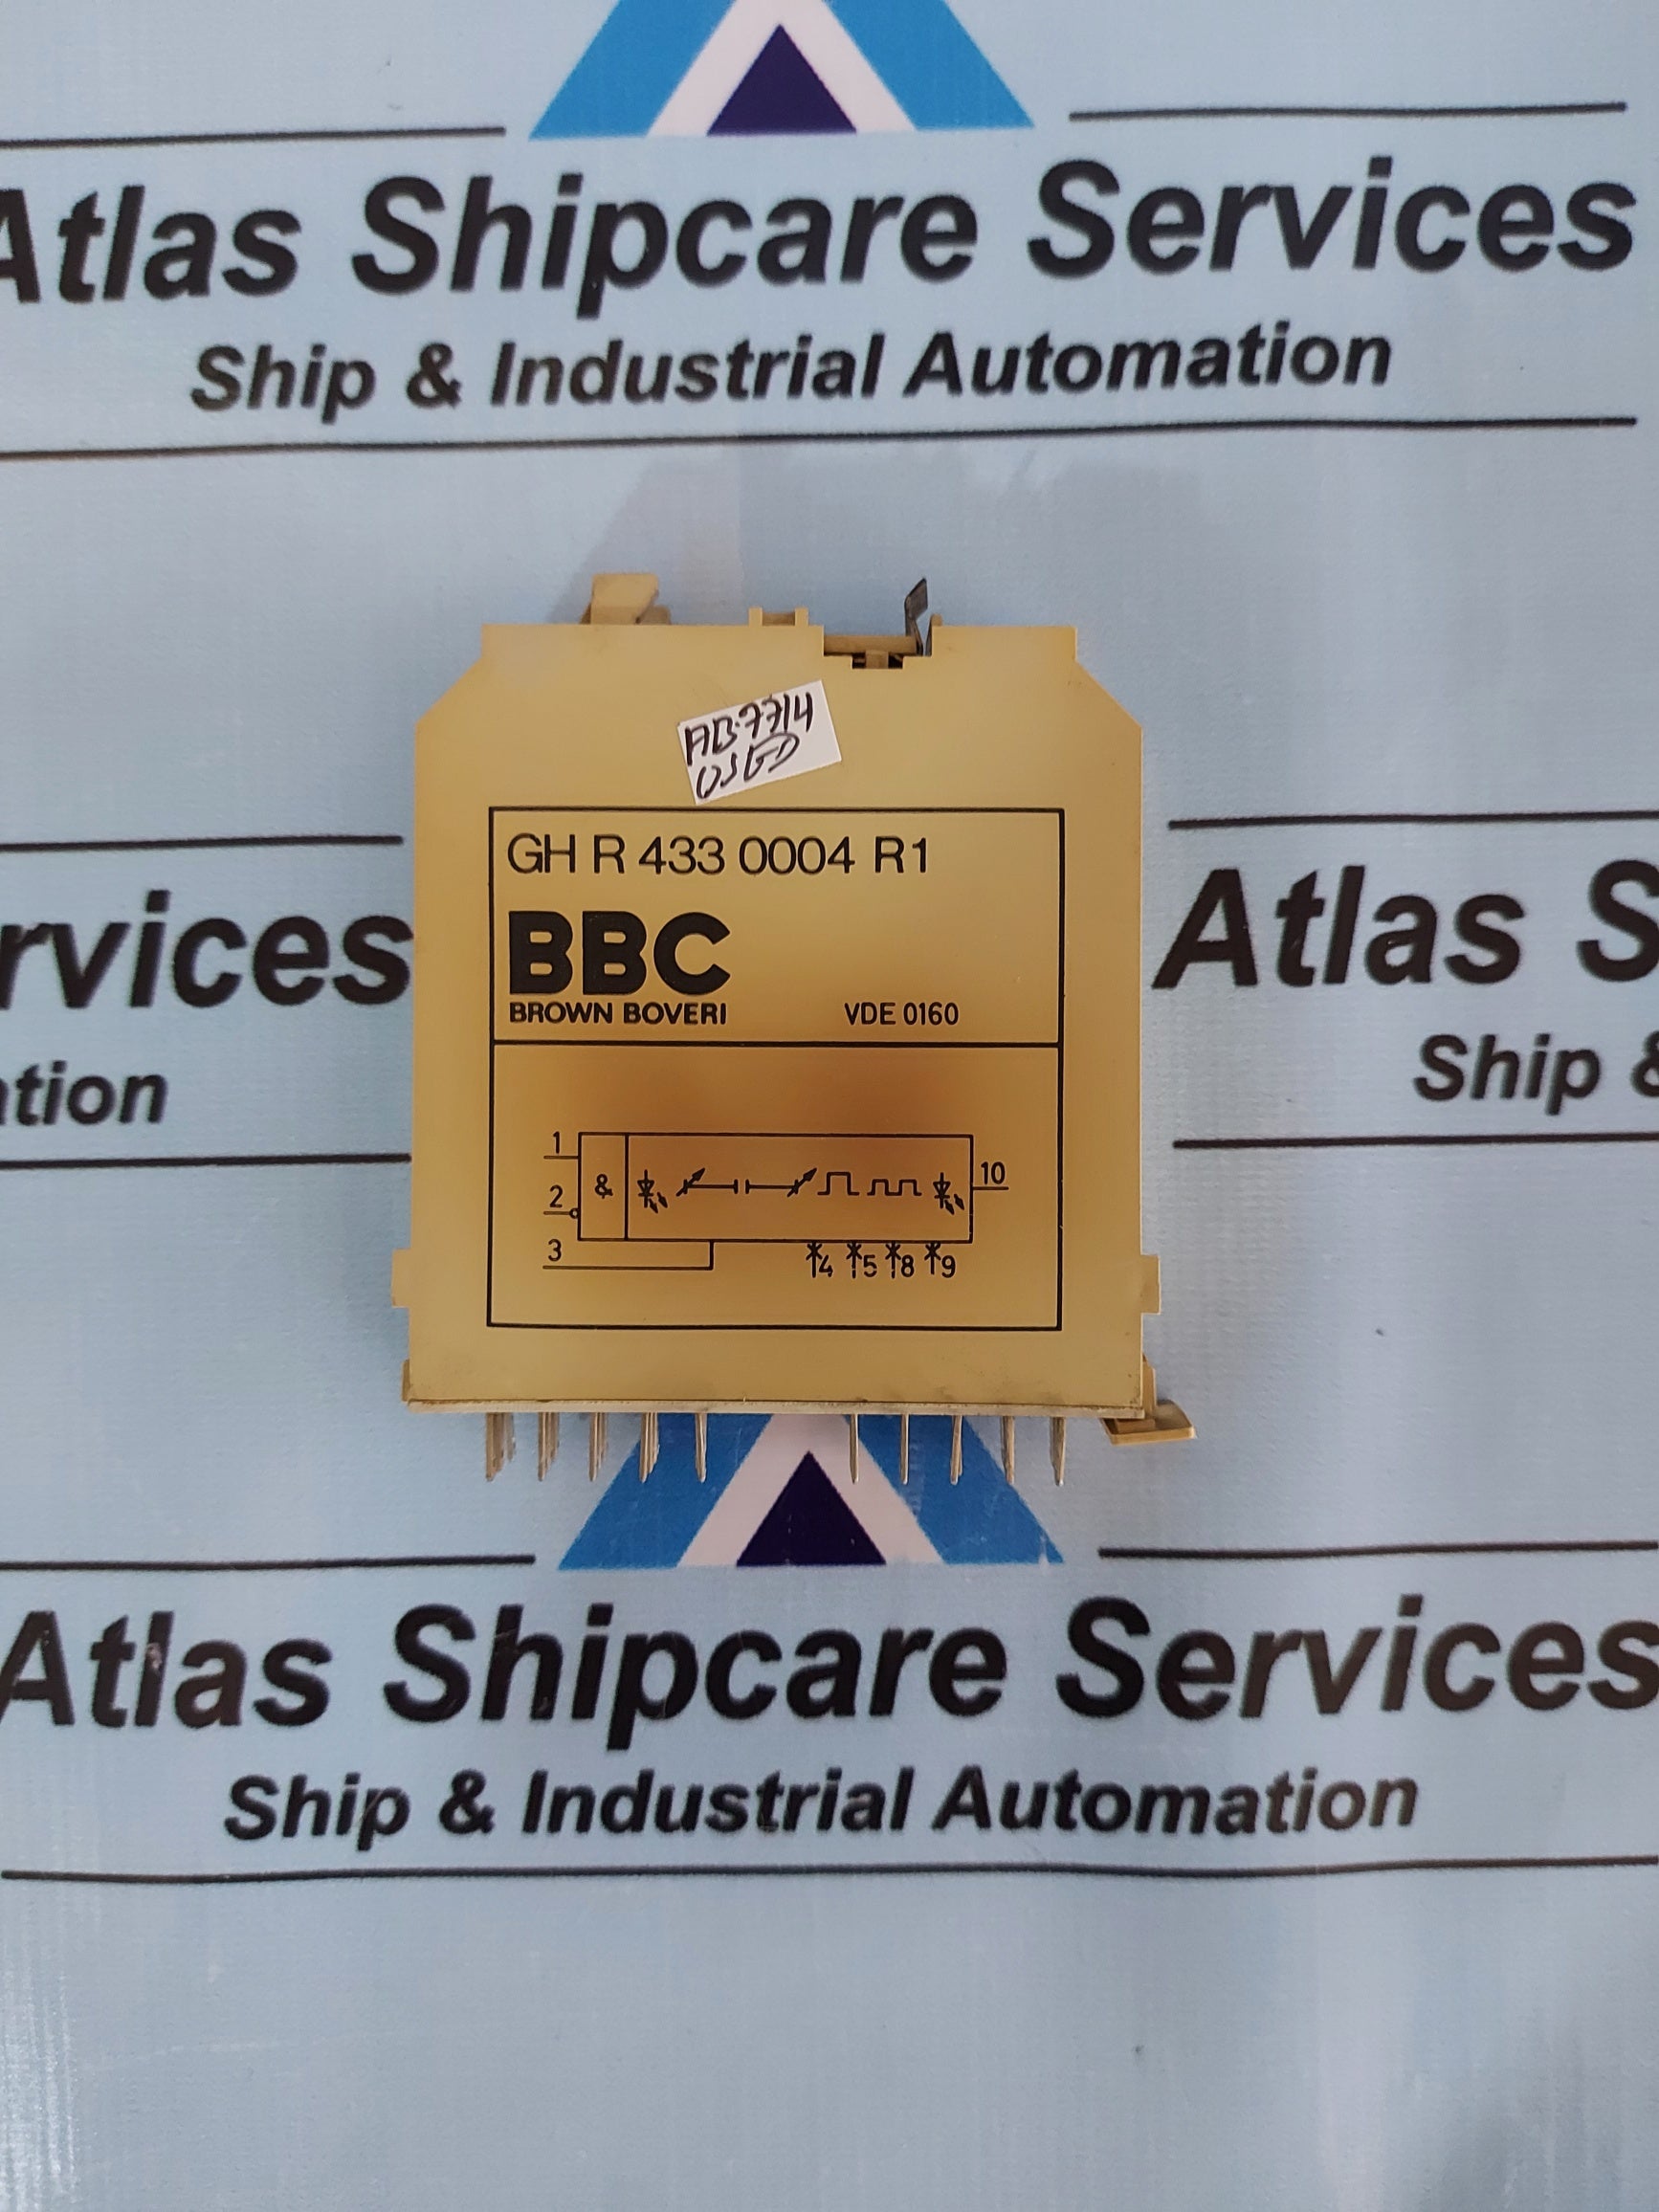 Atlas Shipcare Services
Ship & Industrial Automation
AB-7714
USED
GH R 433 0004 R1
BBC
BROWN BOVERI VDE 0160
1
2
3
&
10
4 5 8 9
rvices
ation
Atlas S
Ship &
Atlas Shipcare Services
Ship & Industrial Automation